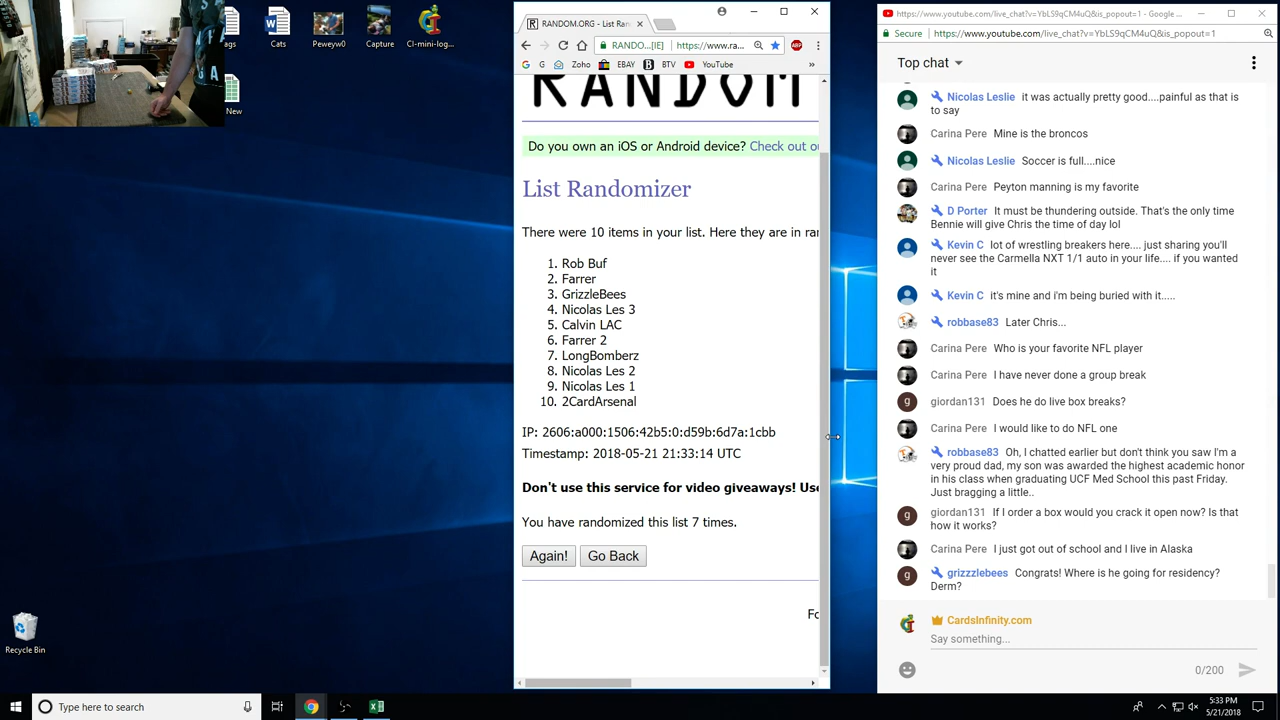 ags
Cats
Peweyw0
Capture
CI-mini-log...
New
Recycle Bin
RANDOM.ORG - List Ran
RANDO... [IE]
https://www.ra...
G
G
Zoho
EBAY
BTV
YouTube
»
RANDOM
Do you own an iOS or Android device? Check out o
List Randomizer
There were 10 items in your list. Here they are in ran
1. Rob Buf
2. Farrer
3. GrizzleBees
4. Nicolas Les 3
5. Calvin LAC
6. Farrer 2
7. LongBomberz
8. Nicolas Les 2
9. Nicolas Les 1
10. 2CardArsenal
IP: 2606:a000:1506:42b5:0:d59b:6d7a:1cbb
Timestamp: 2018-05-21 21:33:14 UTC
Don't use this service for video giveaways! Use
You have randomized this list 7 times.
Again!
Go Back
Fo
https://www.youtube.com/live_chat?v=YbLS9qCM4uQ&is_popout=1 - Google ...
Secure
https://www.youtube.com/live_chat?v=YbLS9qCM4uQ&is_popout=1
Top chat
Nicolas Leslie it was actually pretty good....painful as that is
to say
Carina Pere Mine is the broncos
Nicolas Leslie Soccer is full....nice
Carina Pere Peyton manning is my favorite
D Porter It must be thundering outside. That's the only time
Bennie will give Chris the time of day lol
Kevin C lot of wrestling breakers here.... just sharing you'll
never see the Carmella NXT 1/1 auto in your life.... if you wanted
it
Kevin C it's mine and i'm being buried with it.....
robbase83 Later Chris...
Carina Pere Who is your favorite NFL player
Carina Pere I have never done a group break
giordan131 Does he do live box breaks?
Carina Pere I would like to do NFL one
robbase83 Oh, I chatted earlier but don't think you saw I'm a
very proud dad, my son was awarded the highest academic honor
in his class when graduating UCF Med School this past Friday.
Just bragging a little..
giordan131 If I order a box would you crack it open now? Is that
how it works?
Carina Pere I just got out of school and I live in Alaska
grizzzlebees Congrats! Where is he going for residency?
Derm?
CardsInfinity.com
Say something...
0/200
Type here to search
5:33 PM
5/21/2018